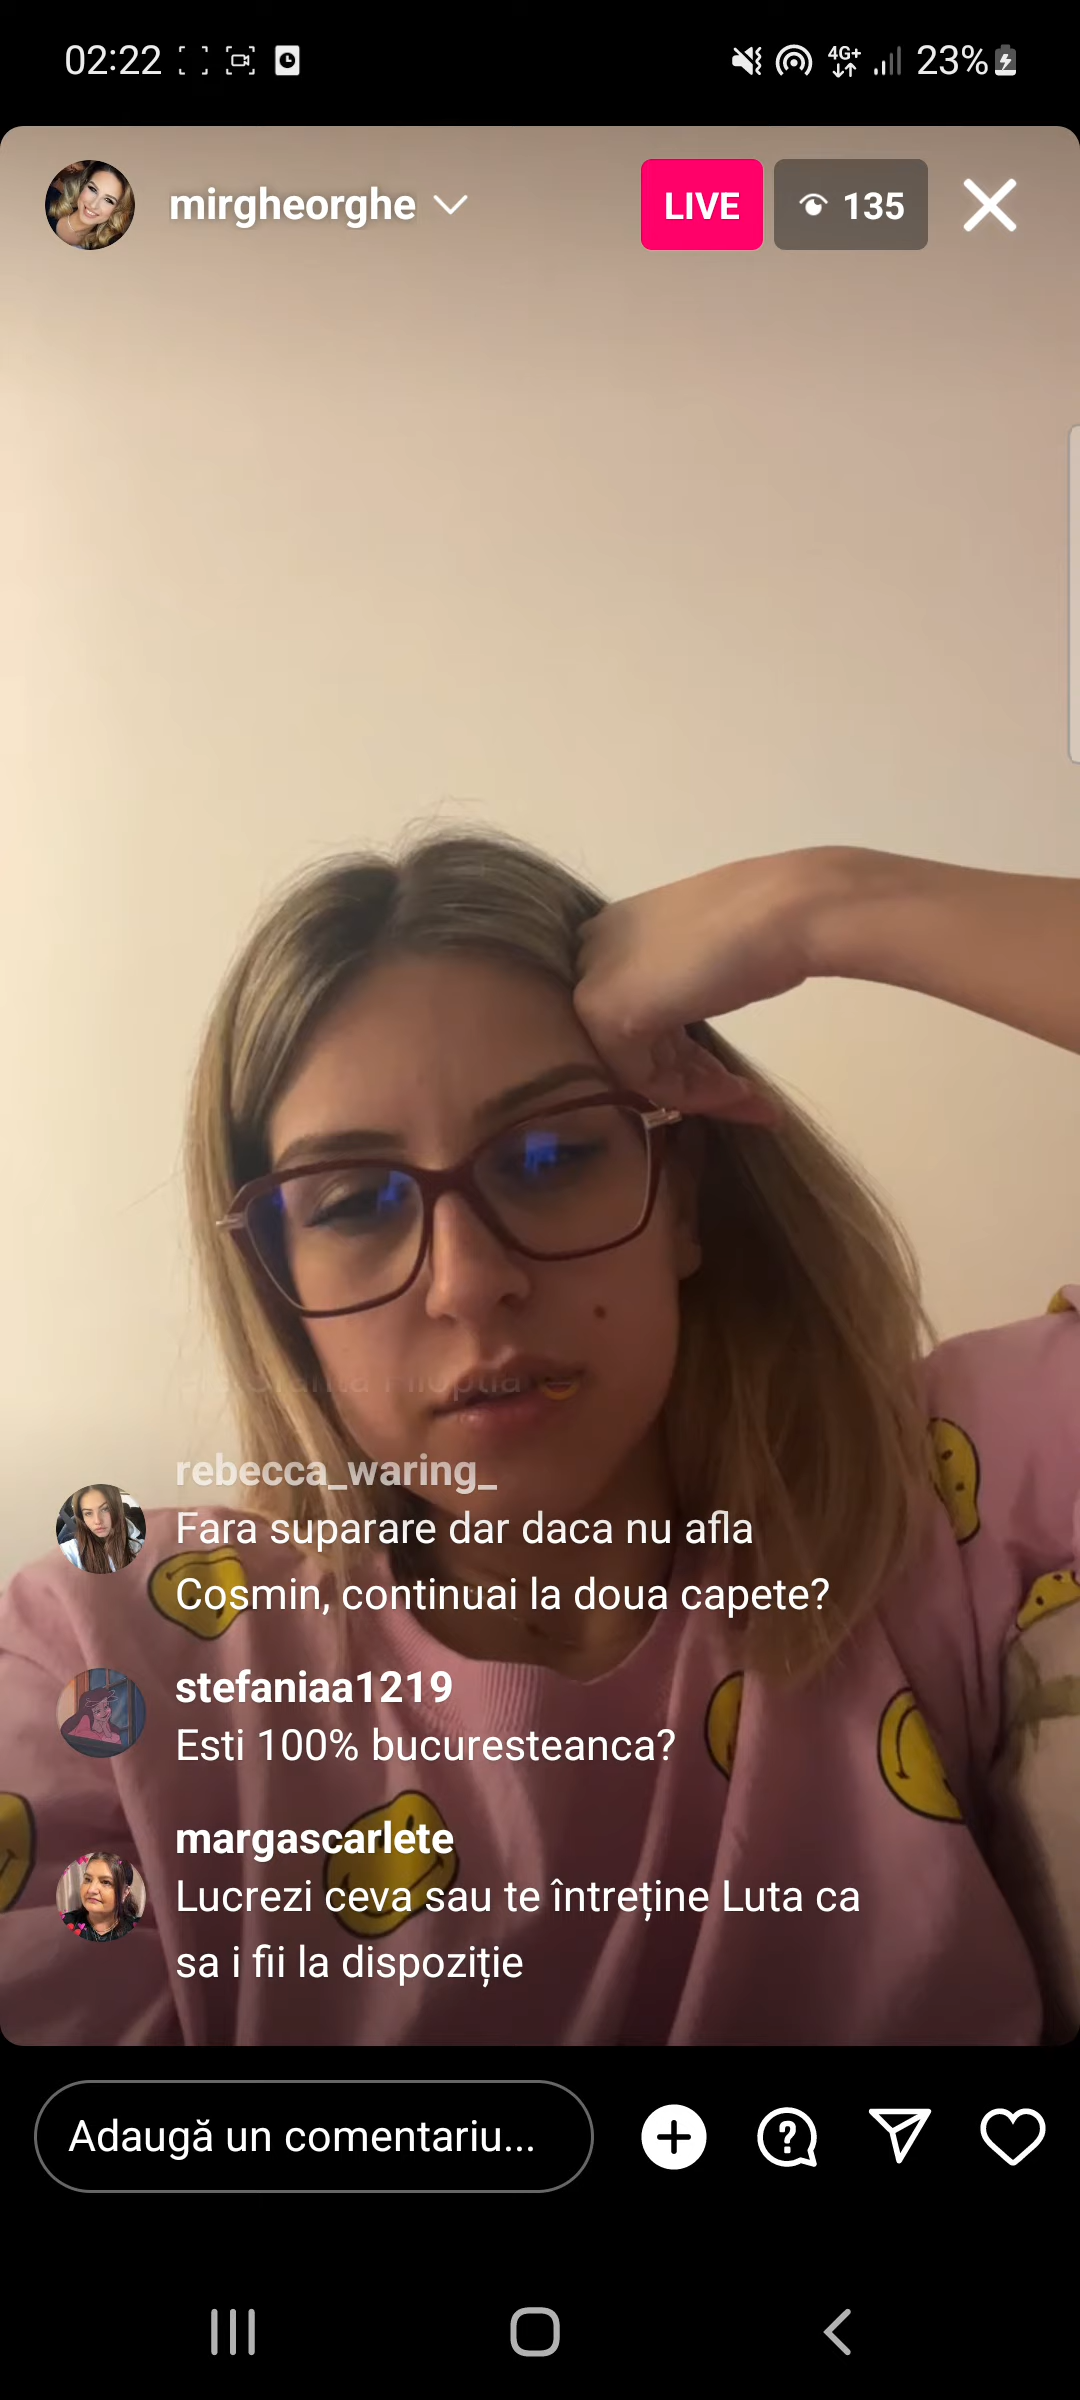 02:22
4G+
23%
mirgheorghe
LIVE
135
rebecca_waring_
Fara suparare dar daca nu afla
Cosmin, continuai la doua capete?
stefaniaa1219
Esti 100% bucuresteanca?
margascarlete
Lucrezi ceva sau te întreține Luta ca
sa i fii la dispoziție
Adaugă un comentariu...